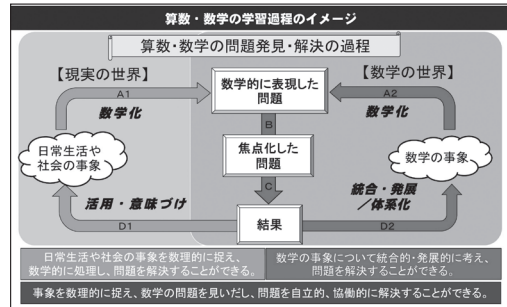 算数・数学の学習過程のイメージ
算数・数学の問題発見・解決の過程
【現実の世界】
【数学の世界】
A1
数学化
数学的に表現した
問題
A2
数学化
B
日常生活や
社会の事象
焦点化した
問題
数学の事象
C
活用・意味づけ
D1
結果
統合・発展
/体系化
D2
日常生活や社会の事象を数理的に捉え、
数学的に処理し、問題を解決することができる。
数学の事象について統合的・発展的に考え、
問題を解決することができる。
事象を数理的に捉え、数学の問題を見いだし、問題を自立的、協働的に解決することができる。